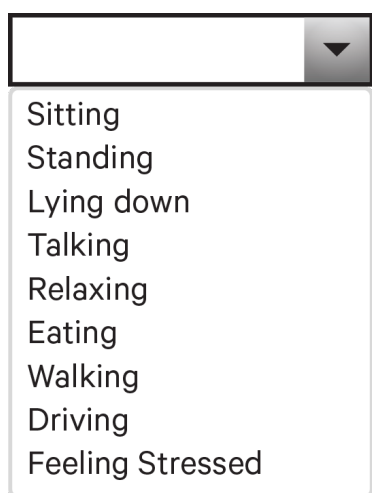 Sitting
Standing
Lying down
Talking
Relaxing
Eating
Walking
Driving
Feeling Stressed